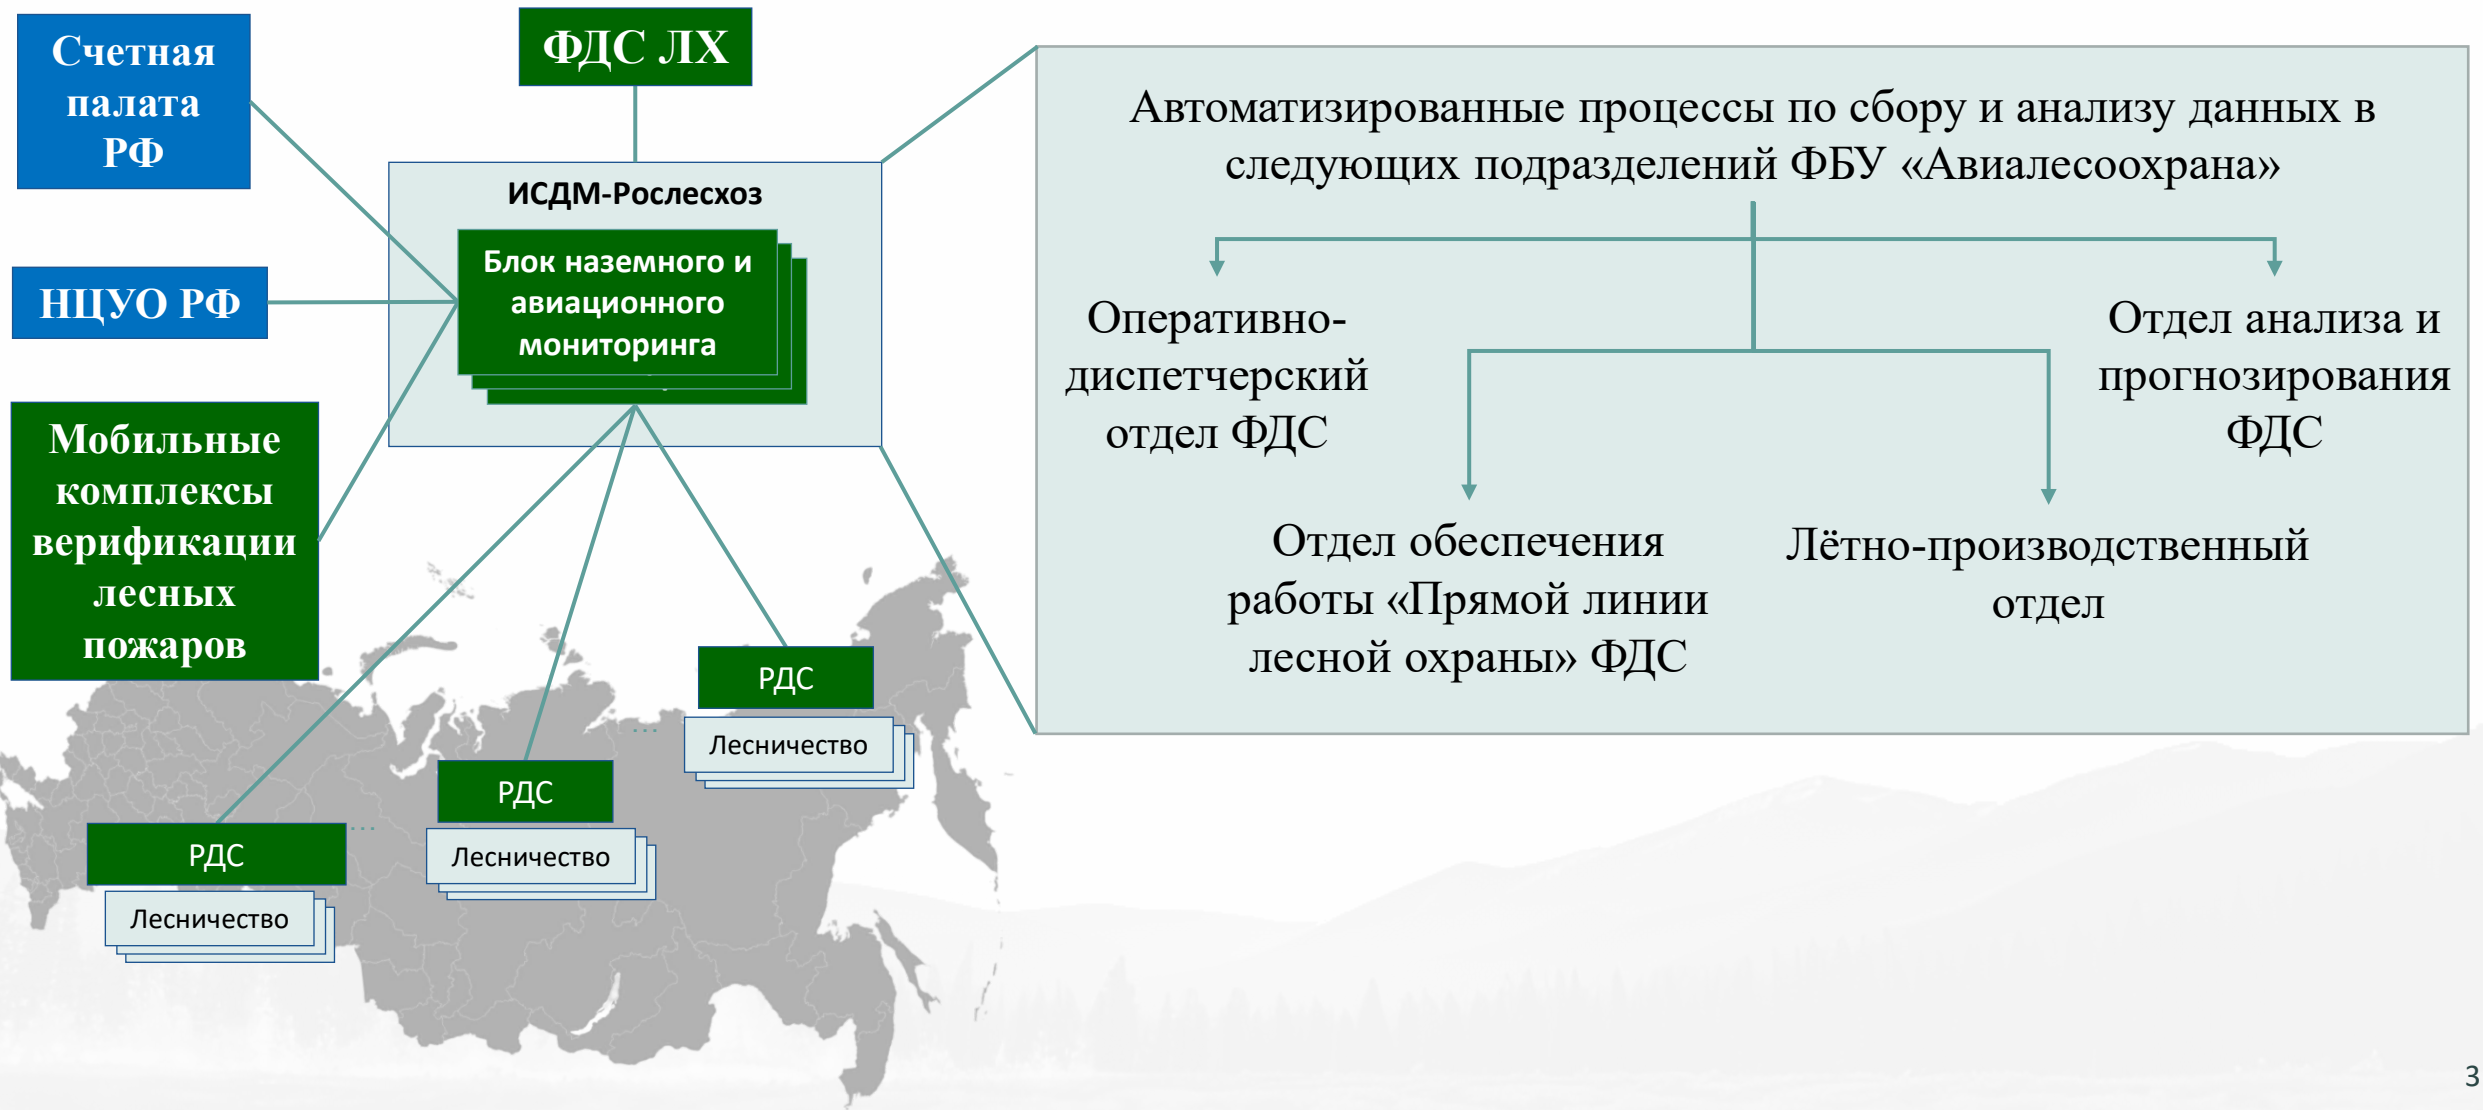 Счетная
палата
РФ
ФДС ЛХ
НЦУО РФ
Мобильные
комплексы
верификации
лесных
пожаров
ИСДМ-Рослесхоз
Блок наземного и
авиационного
мониторинга
РДС
Лесничество
...
РДС
Лесничество
...
РДС
Лесничество
Автоматизированные процессы по сбору и анализу данных в
следующих подразделений ФБУ «Авиалесоохрана»
Оперативно-
диспетчерский
отдел ФДС
Отдел обеспечения
работы «Прямой линии
лесной охраны» ФДС
Лётно-производственный
отдел
Отдел анализа и
прогнозирования
ФДС
3